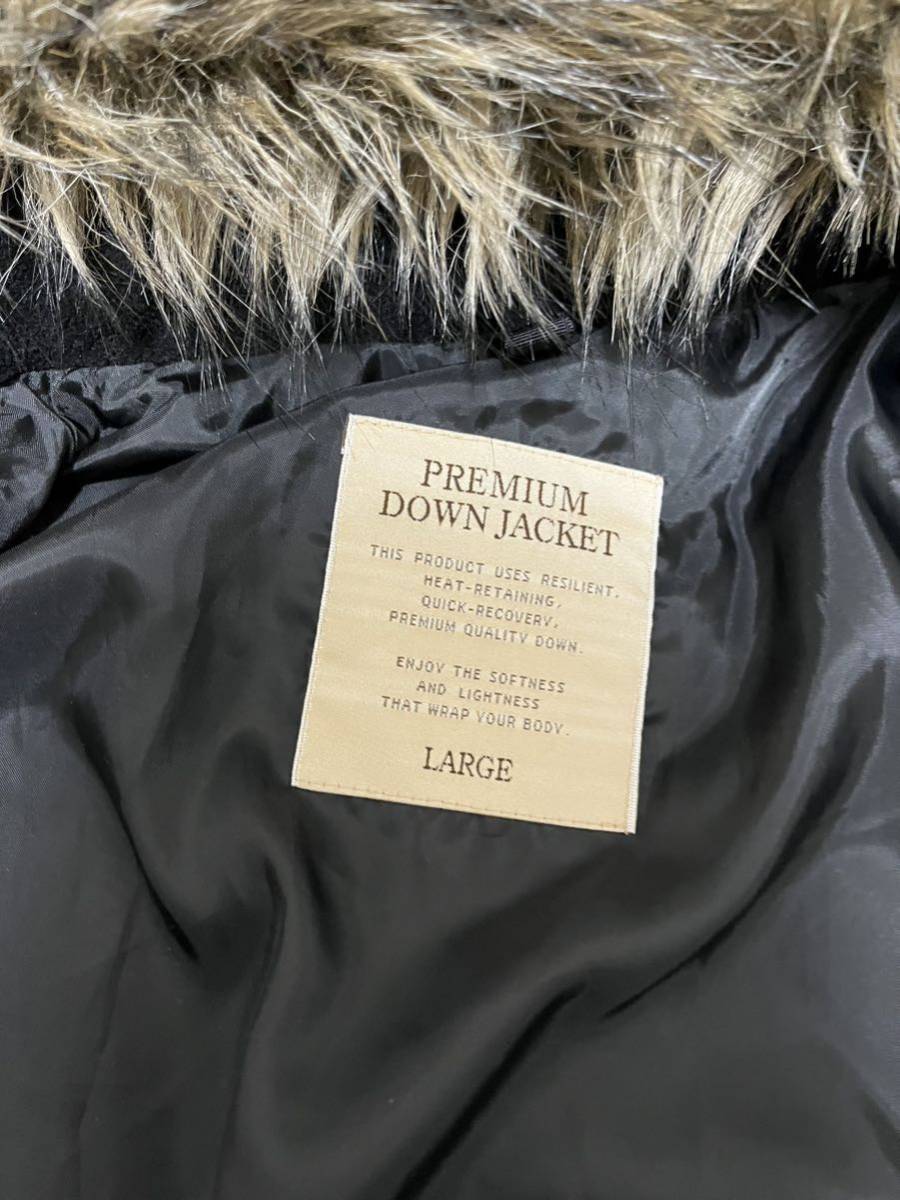 PREMIUM
DOWN JACKET
THIS PRODUCT USES RESILIENT,
HEAT-RETAINING,
QUICK-RECOVERY,
PREMIUM QUALITY DOWN.
ENJOY THE SOFTNESS
AND LIGHTNESS
THAT WRAP YOUR BODY.
LARGE